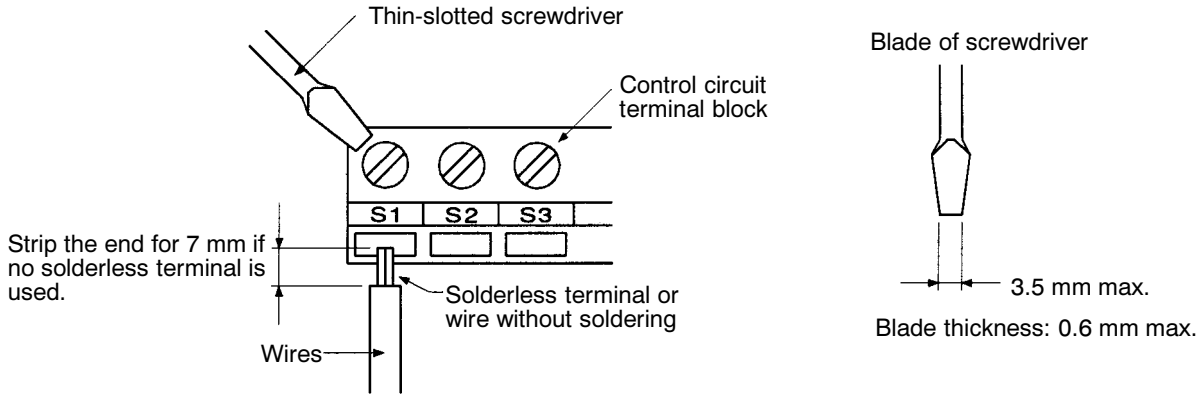 Thin-slotted screwdriver
Blade of screwdriver
Control circuit
terminal block
S1 S2 S3
Strip the end for 7 mm if
no solderless terminal is
used.
Solderless terminal or
wire without soldering
Wires
3.5 mm max.
Blade thickness: 0.6 mm max.